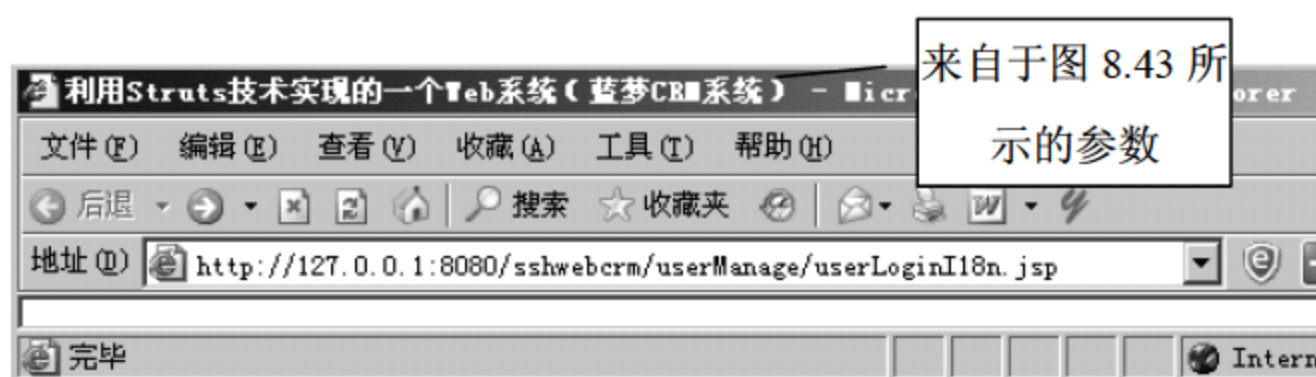 来自于图 8.43 所
示的参数
利用Struts技术实现的一个Web系统(蓝梦CRM系统) - Micr orer
文件(F) 编辑(E) 查看(V) 收藏(A) 工具(T) 帮助(H)
后退 搜索 收藏夹 W
地址(D) http://127.0.0.1:8080/sshwebcrm/userManage/userLoginI18n.jsp
完毕 Intern